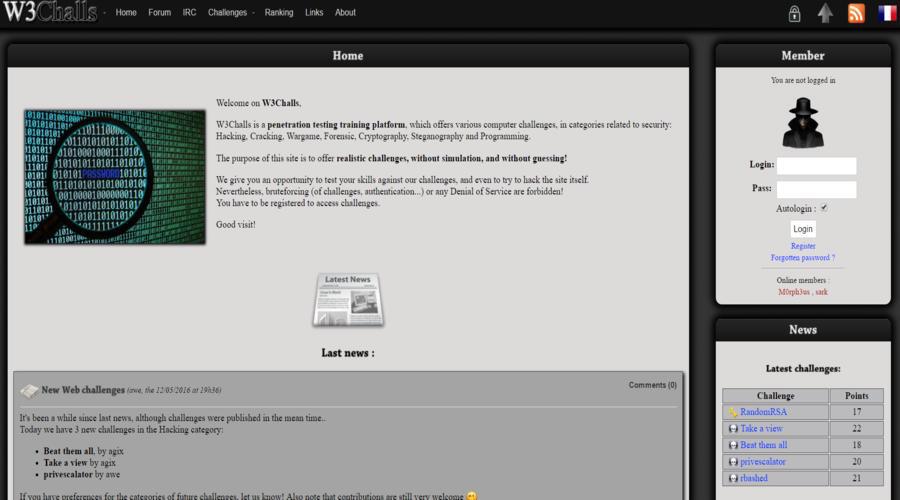 W3Challs
Home Forum IRC Challenges Ranking Links About
Home
PASSWORD
Welcome on W3Challs,
W3Challs is a penetration testing training platform, which offers various computer challenges, in categories related to security:
Hacking, Cracking, Wargame, Forensic, Cryptography, Steganography and Programming.
The purpose of this site is to offer realistic challenges, without simulation, and without guessing!
We give you an opportunity to test your skills against our challenges, and even to try to hack the site itself.
Nevertheless, bruteforcing (of challenges, authentication...) or any Denial of Service are forbidden!
You have to be registered to access challenges.
Good visit!
Latest News
Last news :
New Web challenges (awe, the 12/05/2016 at 19h36)
Comments (0)
It's been a while since last news, although challenges were published in the mean time..
Today we have 3 new challenges in the Hacking category:
• Beat them all, by agix
• Take a view by agix
• privescalator by awe
If you have preferences for the categories of future challenges, let us know! Also note that contributions are still very welcome
Member
You are not logged in
Login:
Pass:
Autologin :
Login
Register
Forgotten password ?
Online members :
M0rph3us , sark
News
Latest challenges:
Challenge Points
RandomRSA 17
Take a view 22
Beat them all 18
privescalator 20
rbashed 21